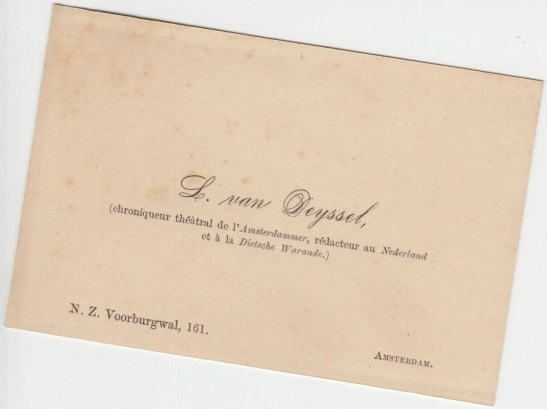 L. van Deyssel,
(chroniqueur théâtral de l'Amsterdammer, rédacteur au Nederland
et à la Dietsche Warande.)
N. Z. Voorburgwal, 161.
Amsterdam.